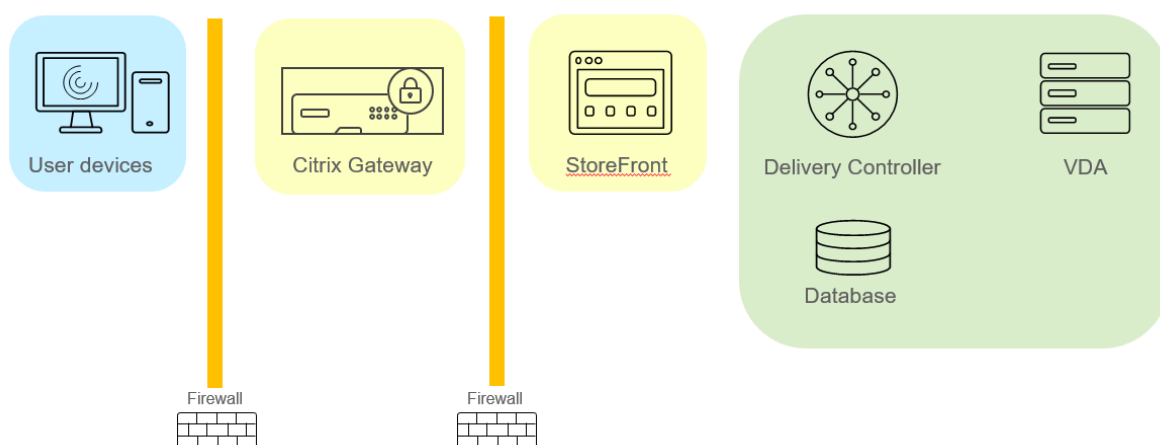 User devices
Citrix Gateway
StoreFront
Delivery Controller
VDA
Database
Firewall
Firewall